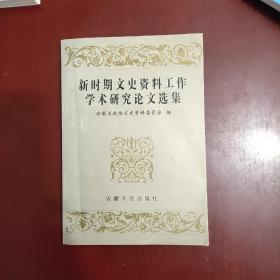 新时期文史资料工作
学术研究论文选集
安徽省政协文史资料委员会 编
安徽人民出版社